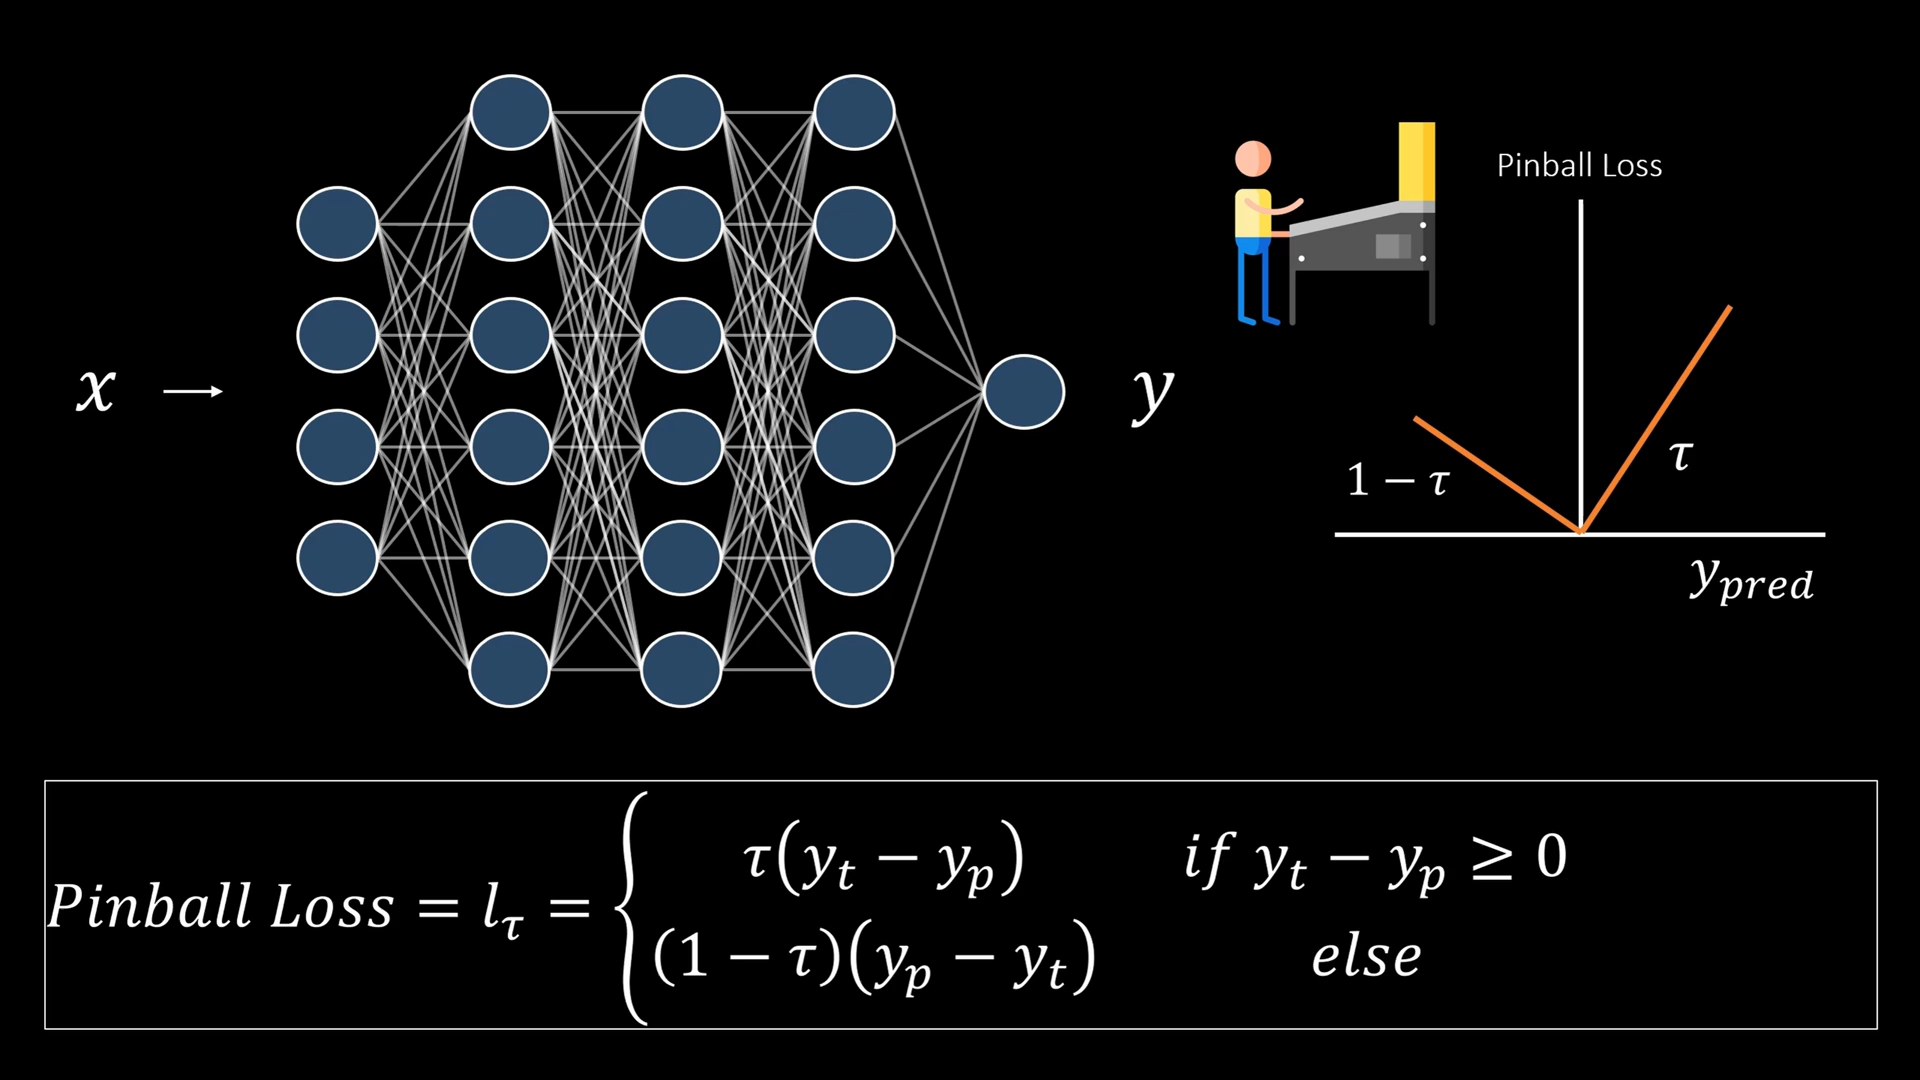 x → y
Pinball Loss
1 − τ
τ
y_pred
Pinball Loss = l_τ = { τ(y_t − y_p) if y_t − y_p ≥ 0
(1 − τ)(y_p − y_t) else